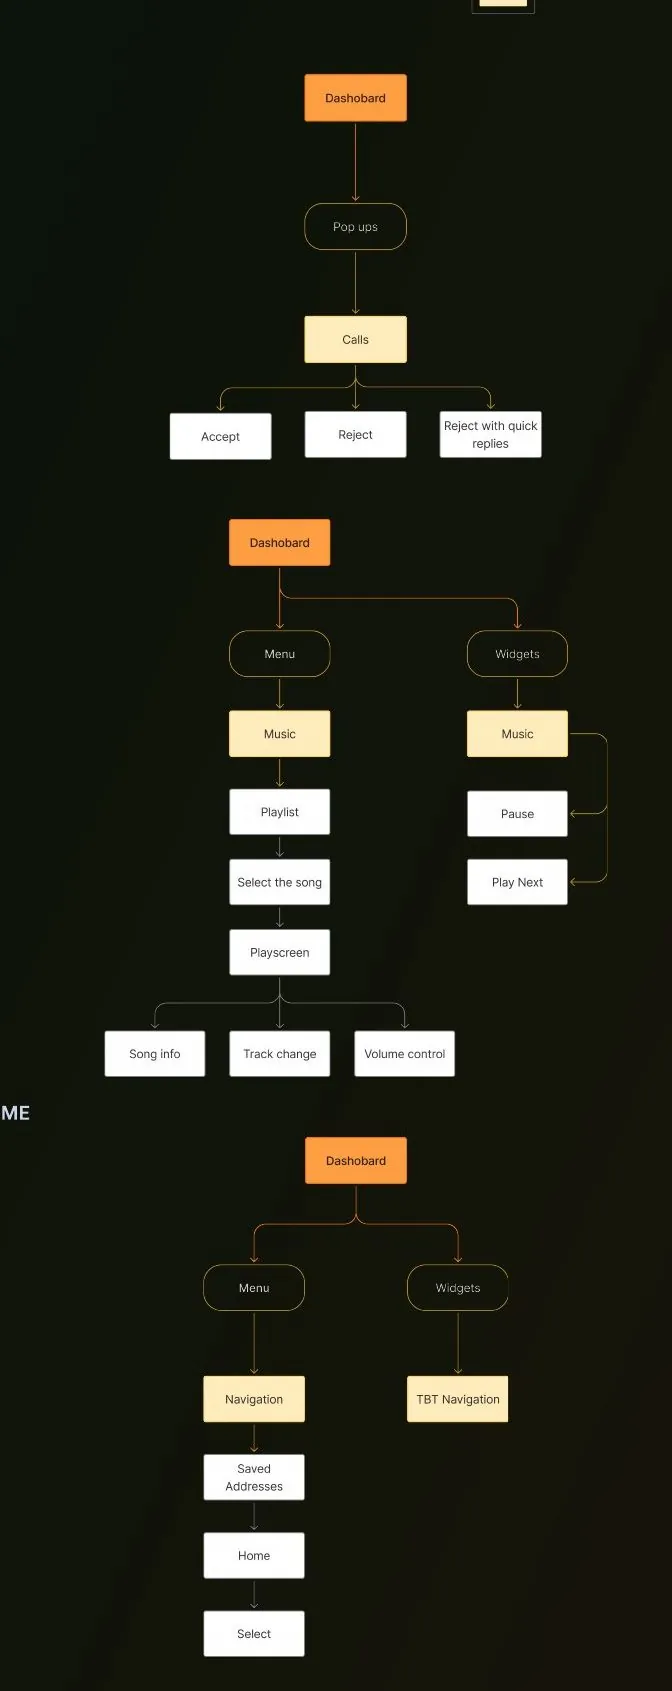 Dashobard
Pop ups
Calls
Accept
Reject
Reject with quick
replies
Dashobard
Menu
Widgets
Music
Music
Playlist
Pause
Select the song
Play Next
Playscreen
Song info
Track change
Volume control
ME
Dashobard
Menu
Widgets
Navigation
TBT Navigation
Saved
Addresses
Home
Select